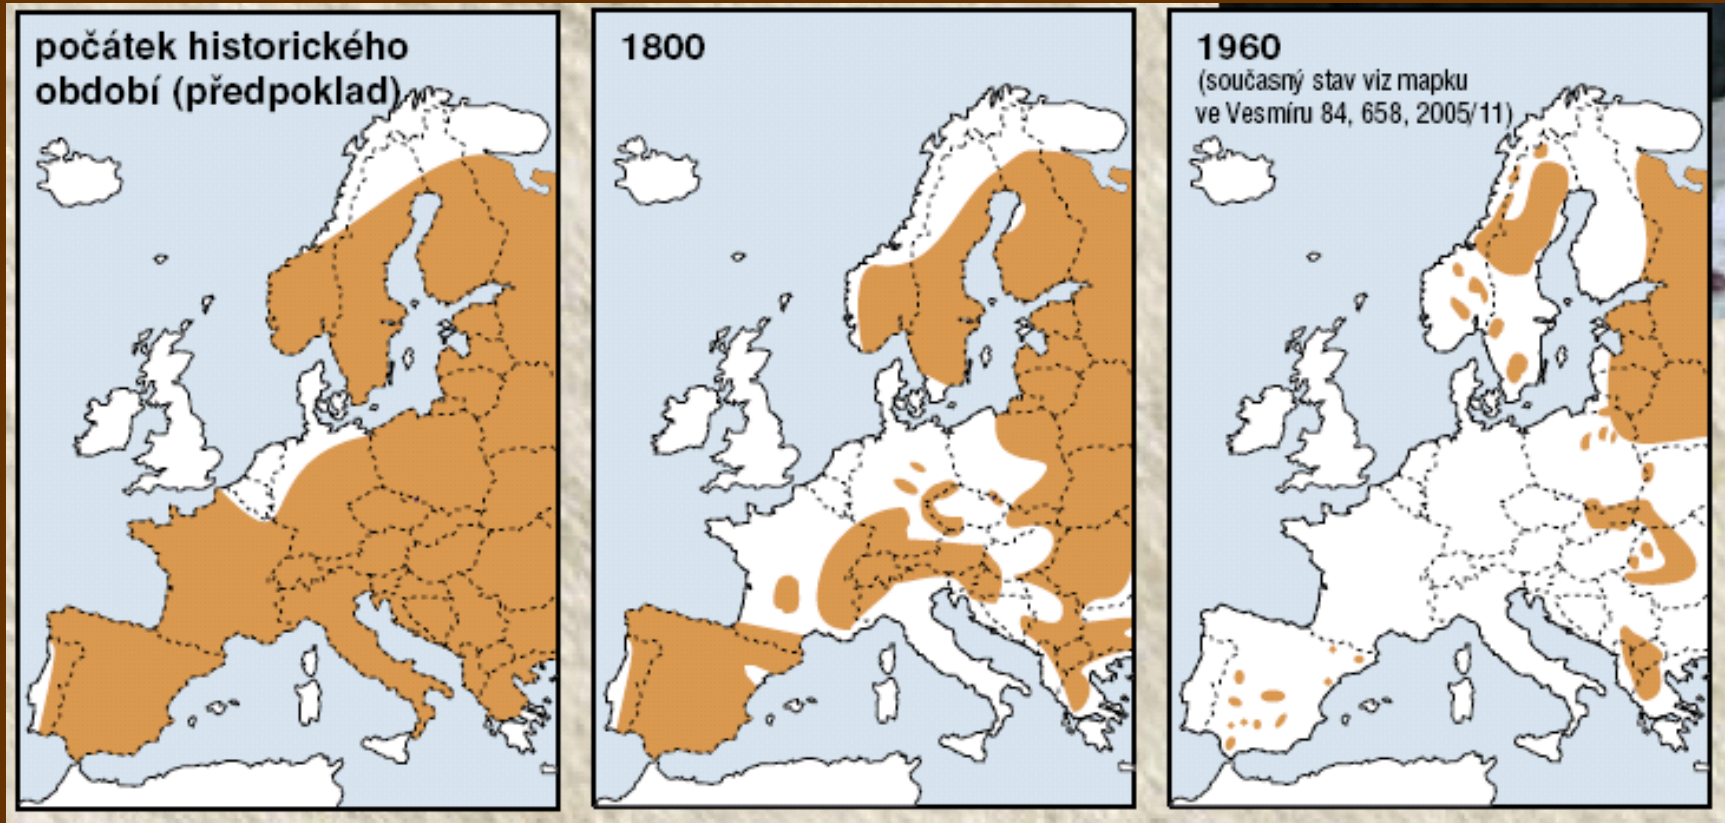 počátek historického
období (předpoklad)
1800
1960
(současný stav viz mapku
ve Vesmíru 84, 658, 2005/11)